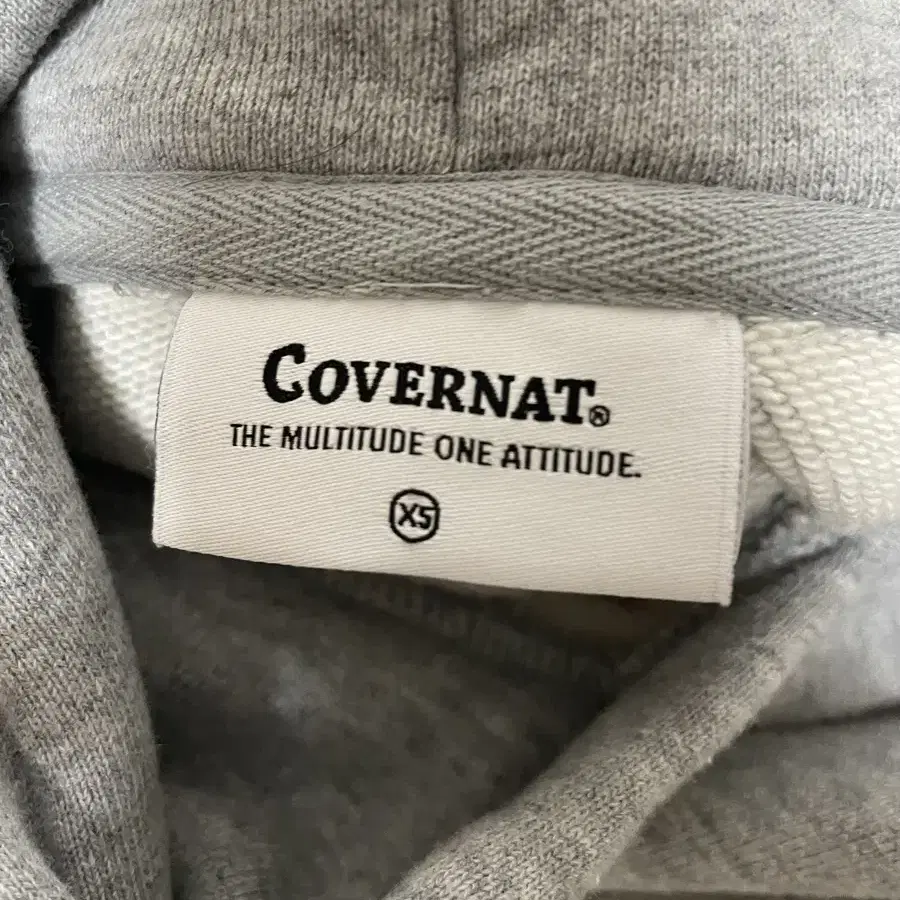 COVERNAT®
THE MULTITUDE ONE ATTITUDE.
XS